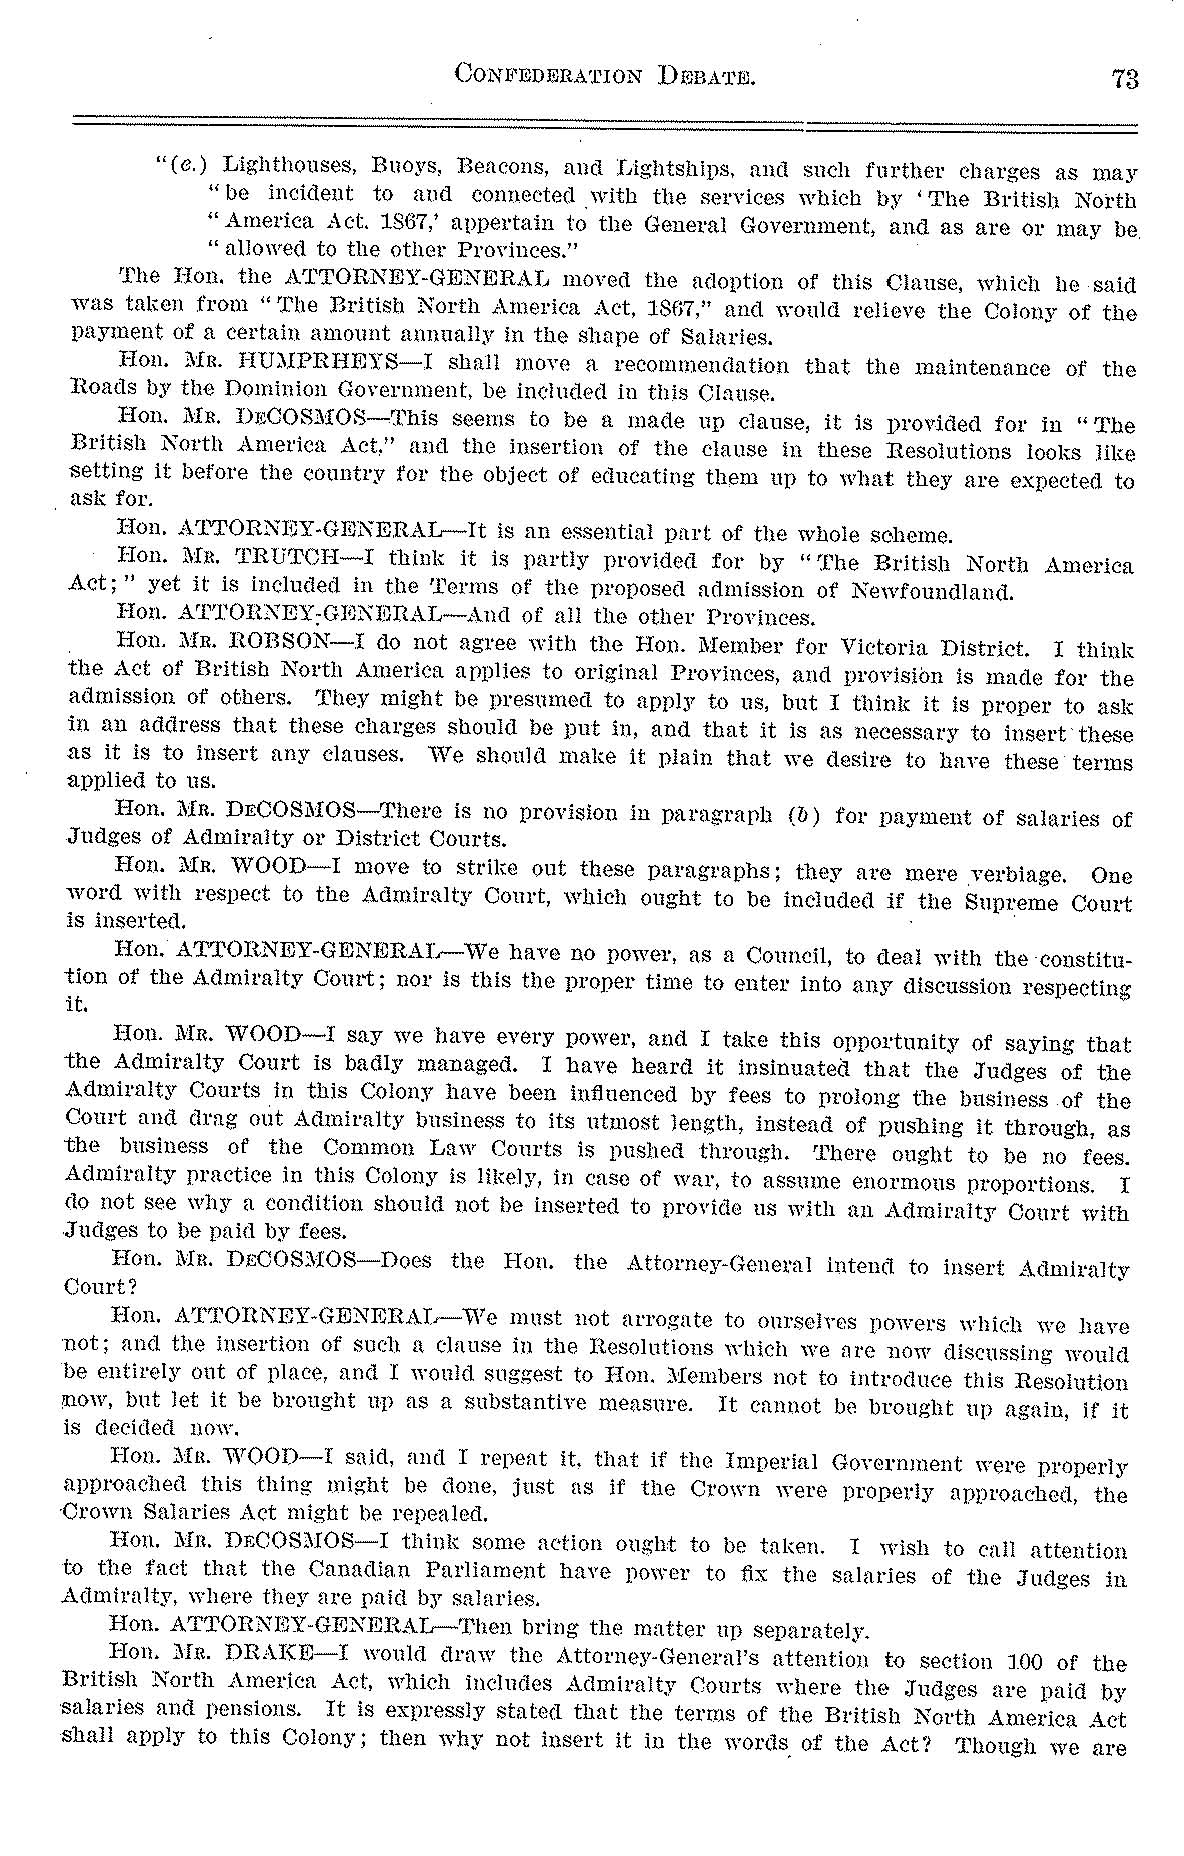 CONFEDERATION DEBATE. 73
"(e.) Lighthouses, Buoys, Beacons, and Lightships, and such further charges as may
"be incident to and connected with the services which by 'The British North
"America Act. 1867,' appertain to the General Government, and as are or may be
"allowed to the other Provinces."
The Hon. the ATTORNEY-GENERAL moved the adoption of this Clause, which he said
was taken from "The British North America Act, 1867," and would relieve the Colony of the
payment of a certain amount annually in the shape of Salaries.
Hon. MR. HUMPRHEYS—I shall move a recommendation that the maintenance of the
Roads by the Dominion Government, be included in this Clause.
Hon. MR. DECOSMOS—This seems to be a made up clause, it is provided for in "The
British North America Act," and the insertion of the clause in these Resolutions looks like
setting it before the country for the object of educating them up to what they are expected to
ask for.
Hon. ATTORNEY-GENERAL—It is an essential part of the whole scheme.
Hon. MR. TRUTCH—I think it is partly provided for by "The British North America
Act;" yet it is included in the Terms of the proposed admission of Newfoundland.
Hon. ATTORNEY-GENERAL—And of all the other Provinces.
Hon. MR. ROBSON—I do not agree with the Hon. Member for Victoria District. I think
the Act of British North America applies to original Provinces, and provision is made for the
admission of others. They might be presumed to apply to us, but I think it is proper to ask
in an address that these charges should be put in, and that it is as necessary to insert these
as it is to insert any clauses. We should make it plain that we desire to have these terms
applied to us.
Hon. MR. DECOSMOS—There is no provision in paragraph (b) for payment of salaries of
Judges of Admiralty or District Courts.
Hon. MR. WOOD—I move to strike out these paragraphs; they are mere verbiage. One
word with respect to the Admiralty Court, which ought to be included if the Supreme Court
is inserted.
Hon. ATTORNEY-GENERAL—We have no power, as a Council, to deal with the constitu-
tion of the Admiralty Court; nor is this the proper time to enter into any discussion respecting
it.
Hon. MR. WOOD—I say we have every power, and I take this opportunity of saying that
the Admiralty Court is badly managed. I have heard it insinuated that the Judges of the
Admiralty Courts in this Colony have been influenced by fees to prolong the business of the
Court and drag out Admiralty business to its utmost length, instead of pushing it through, as
the business of the Common Law Courts is pushed through. There ought to be no fees.
Admiralty practice in this Colony is likely, in case of war, to assume enormous proportions. I
do not see why a condition should not be inserted to provide us with an Admiralty Court with
Judges to be paid by fees.
Hon. MR. DECOSMOS—Does the Hon. the Attorney-General intend to insert Admiralty
Court?
Hon. ATTORNEY-GENERAL—We must not arrogate to ourselves powers which we have
not; and the insertion of such a clause in the Resolutions which we are now discussing would
be entirely out of place, and I would suggest to Hon. Members not to introduce this Resolution
now, but let it be brought up as a substantive measure. It cannot be brought up again, if it
is decided now.
Hon. MR. WOOD—I said, and I repeat it, that if the Imperial Government were properly
approached this thing might be done, just as if the Crown were properly approached, the
Crown Salaries Act might be repealed.
Hon. MR. DECOSMOS—I think some action ought to be taken. I wish to call attention
to the fact that the Canadian Parliament have power to fix the salaries of the Judges in
Admiralty, where they are paid by salaries.
Hon. ATTORNEY-GENERAL—Then bring the matter up separately.
Hon. MR. DRAKE—I would draw the Attorney-General's attention to section 100 of the
British North America Act, which includes Admiralty Courts where the Judges are paid by
salaries and pensions. It is expressly stated that the terms of the British North America Act
shall apply to this Colony; then why not insert it in the words of the Act? Though we are